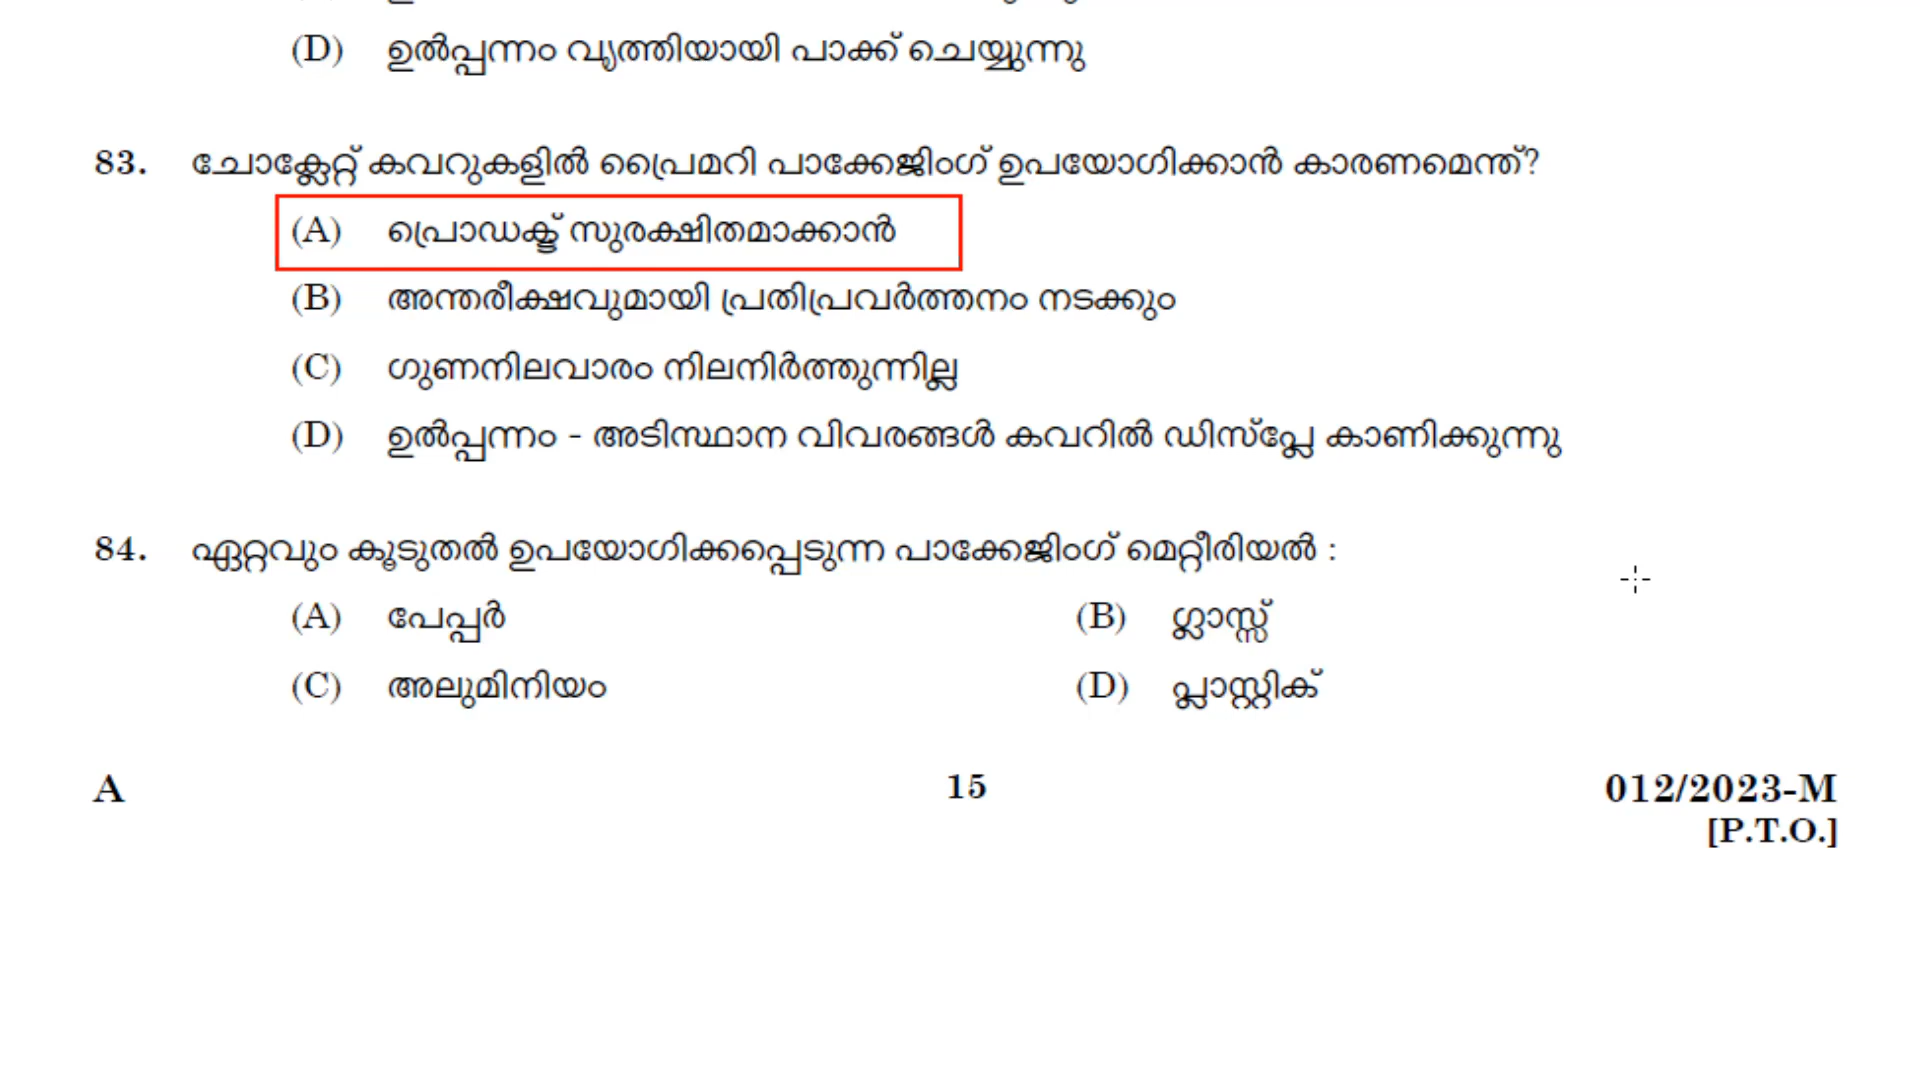 (D) ഉൽപ്പന്നം വൃത്തിയായി പാക്ക് ചെയ്യുന്നു
83. ചോക്ലേറ്റ് കവറുകളിൽ പ്രൈമറി പാക്കേജിംഗ് ഉപയോഗിക്കാൻ കാരണമെന്ത്?
(A) പ്രൊഡക്ട് സുരക്ഷിതമാക്കാൻ
(B) അന്തരീക്ഷവുമായി പ്രതിപ്രവർത്തനം നടക്കും
(C) ഗുണനിലവാരം നിലനിർത്തുന്നില്ല
(D) ഉൽപ്പന്നം - അടിസ്ഥാന വിവരങ്ങൾ കവറിൽ ഡിസ്പ്ലേ കാണിക്കുന്നു
84. ഏറ്റവും കൂടുതൽ ഉപയോഗിക്കപ്പെടുന്ന പാക്കേജിംഗ് മെറ്റീരിയൽ :
(A) പേപ്പർ (B) ഗ്ലാസ്സ്
(C) അലുമിനിയം (D) പ്ലാസ്റ്റിക്
A 15 012/2023-M
[P.T.O.]